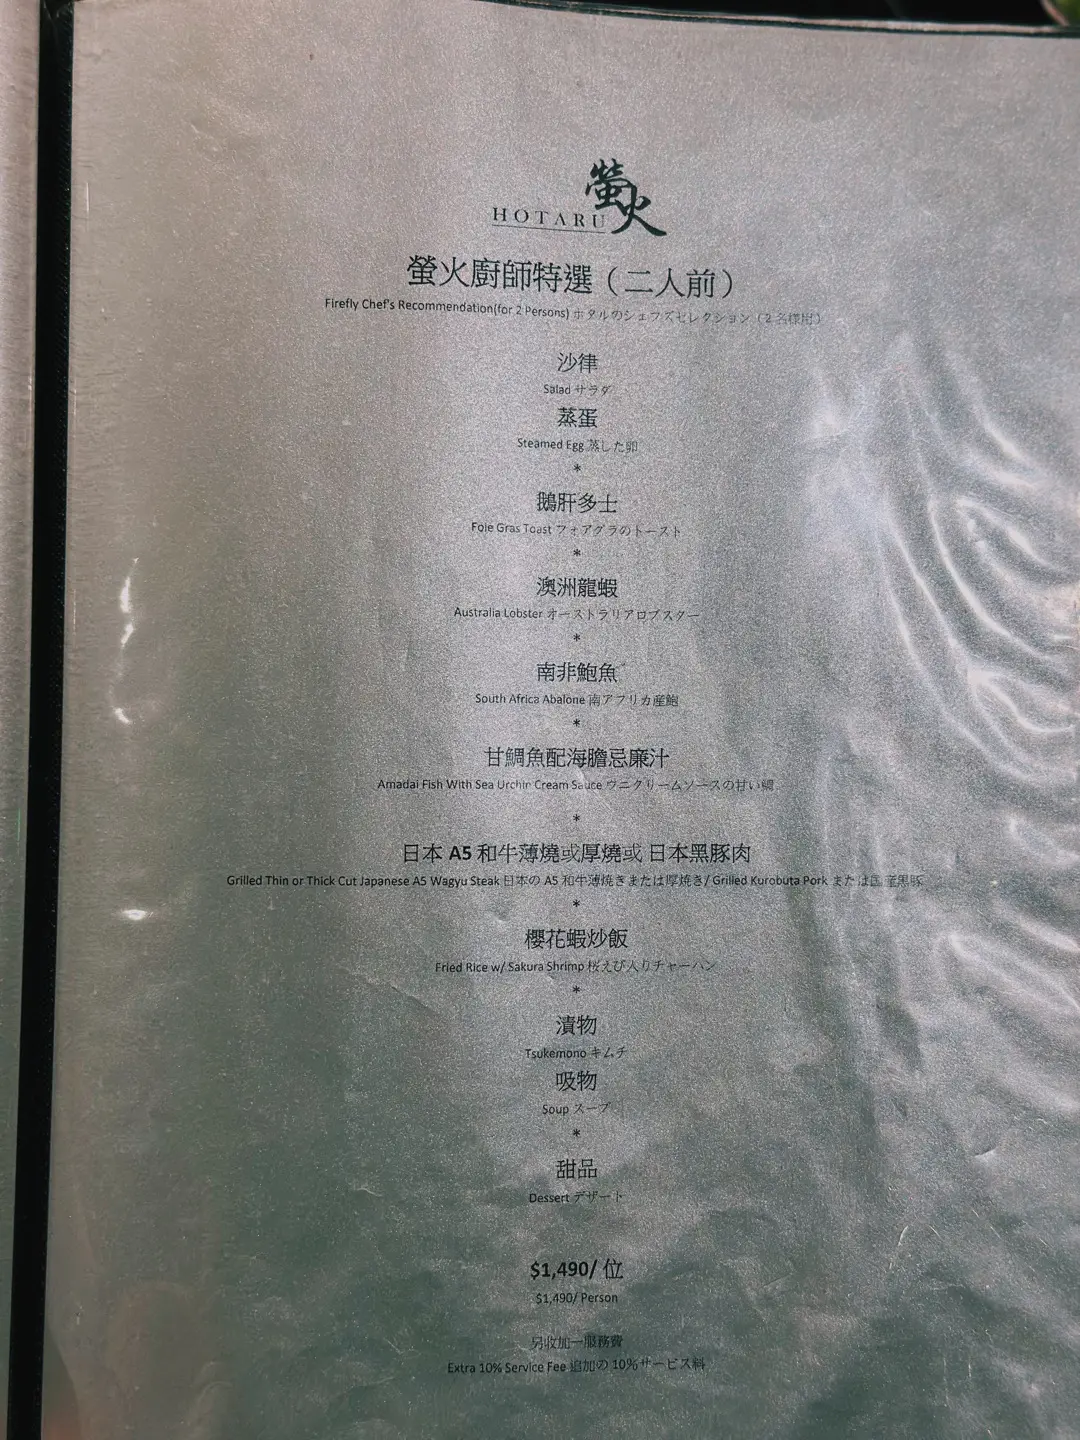 螢火
HOTARU
螢火廚師特選（二人前）
Firefly Chef's Recommendation(for 2 Persons) ホタルのシェフズセレクション（2 名様用）
沙律
Salad サラダ
蒸蛋
Steamed Egg 蒸した卵
*
鵝肝多士
Foie Gras Toast フォアグラのトースト
*
澳洲龍蝦
Australia Lobster オーストラリアロブスター
*
南非鮑魚
South Africa Abalone 南アフリカ産鮑
*
甘鯛魚配海膽忌廉汁
Amadai Fish With Sea Urchin Cream Sauce ウニクリームソースの甘い鯛
*
日本 A5 和牛薄燒或厚燒或 日本黑豚肉
Grilled Thin or Thick Cut Japanese A5 Wagyu Steak 日本の A5 和牛薄焼きまたは厚焼き/ Grilled Kurobuta Pork または国産黒豚
*
櫻花蝦炒飯
Fried Rice w/ Sakura Shrimp 桜えび入りチャーハン
*
漬物
Tsukemono キムチ
吸物
Soup スープ
*
甜品
Dessert デザート
$1,490/ 位
$1,490/ Person
另收加一服務費
Extra 10% Service Fee 追加の 10%サービス料